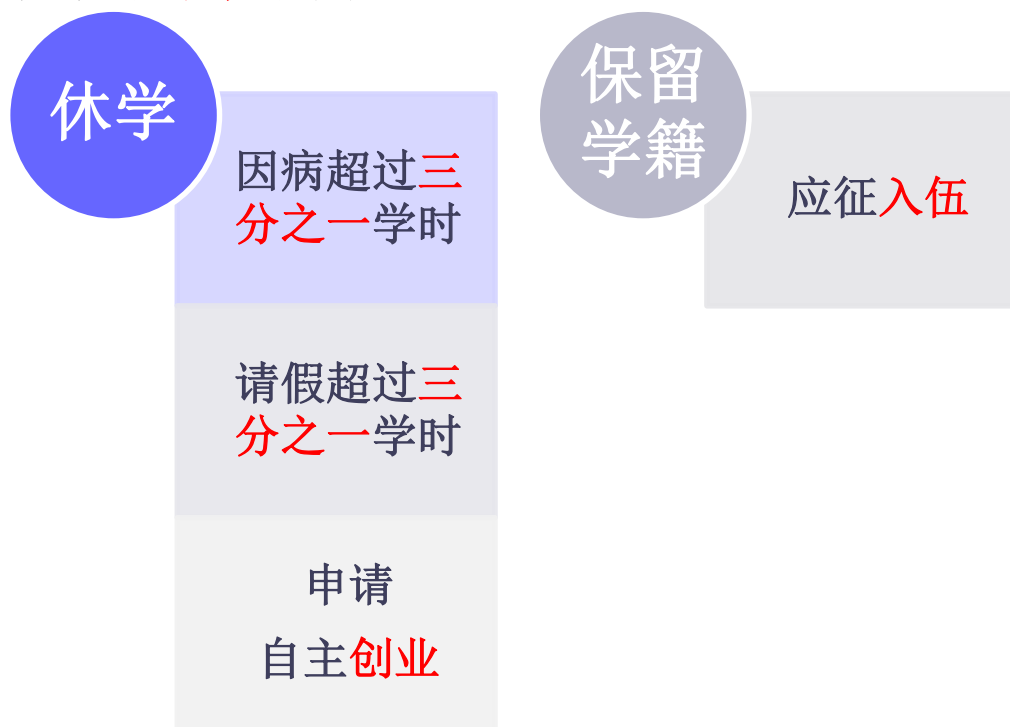 休学
因病超过三
分之一学时
请假超过三
分之一学时
申请
自主创业
保留
学籍
应征入伍